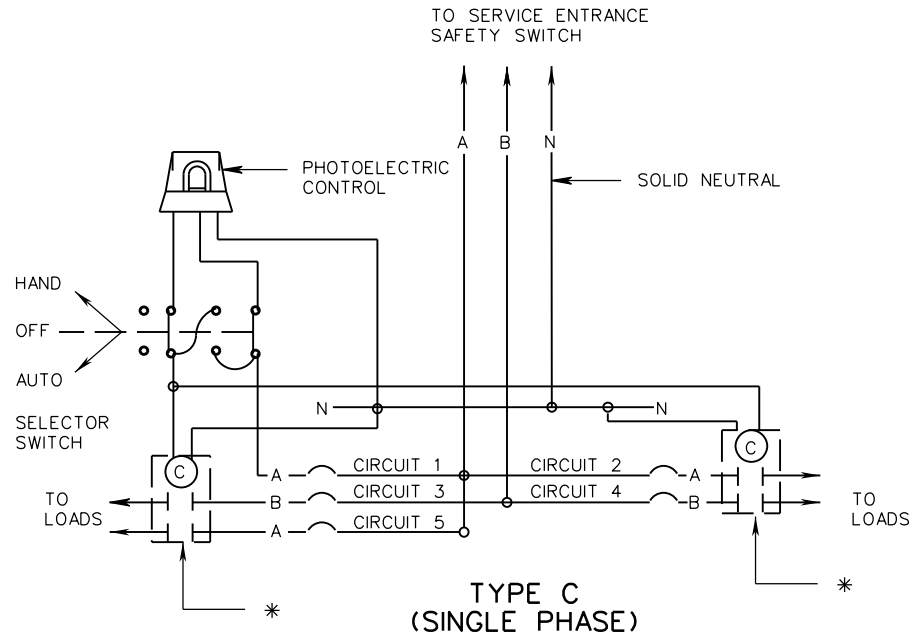 TO SERVICE ENTRANCE
SAFETY SWITCH
A
B
N
PHOTOELECTRIC
CONTROL
SOLID NEUTRAL
HAND
OFF
AUTO
SELECTOR
SWITCH
N
N
C
C
A
CIRCUIT 1
CIRCUIT 2
A
B
CIRCUIT 3
CIRCUIT 4
B
A
CIRCUIT 5
TO
LOADS
TO
LOADS
*
*
TYPE C
(SINGLE PHASE)